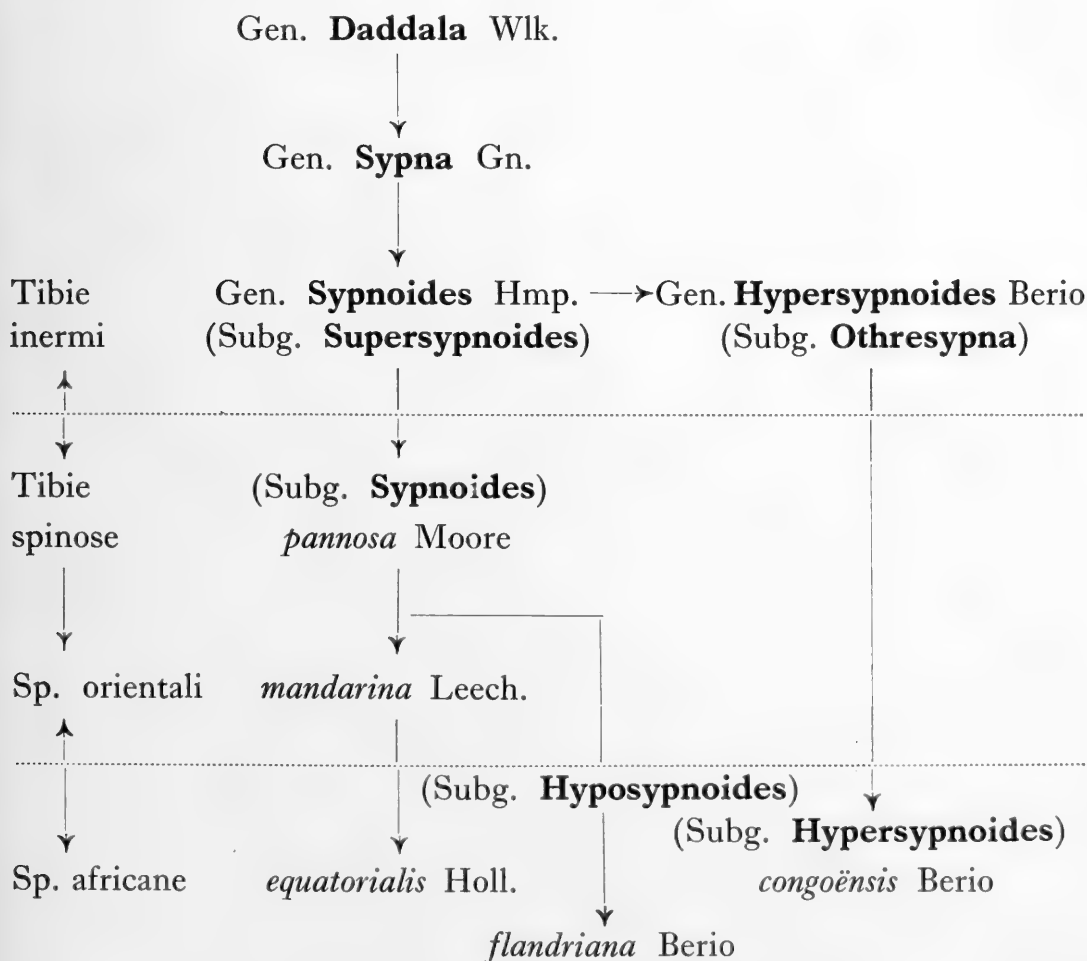 Gen. Daddala Wlk.
Gen. Sypna Gn.
Tibie
inermi
Gen. Sypnoides Hmp.
(Subg. Supersypnoides)
Gen. Hypersypnoides Berio
(Subg. Othresypna)
Tibie
spinose
(Subg. Sypnoides)
pannosa Moore
Sp. orientali
mandarina Leech.
(Subg. Hyposypnoides)
(Subg. Hypersypnoides)
Sp. africane
equatorialis Holl.
congoënsis Berio
flandriana Berio